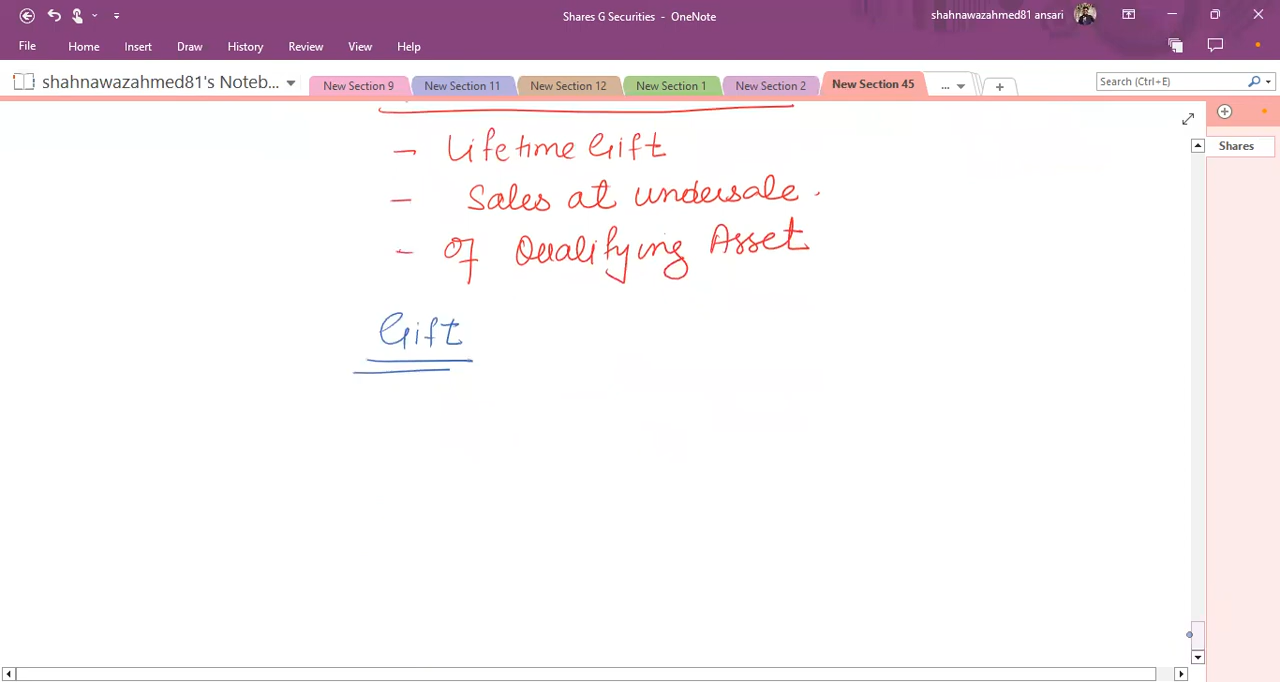 Shares G Securities - OneNote
shahnawazahmed81 ansari
File Home Insert Draw History Review View Help
shahnawazahmed81's Noteb...
New Section 9 New Section 11 New Section 12 New Section 1 New Section 2 New Section 45 ...
Search (Ctrl+E)
Shares
- Lifetime Gift
- Sales at undersale.
- of Qualifying Asset
Gift